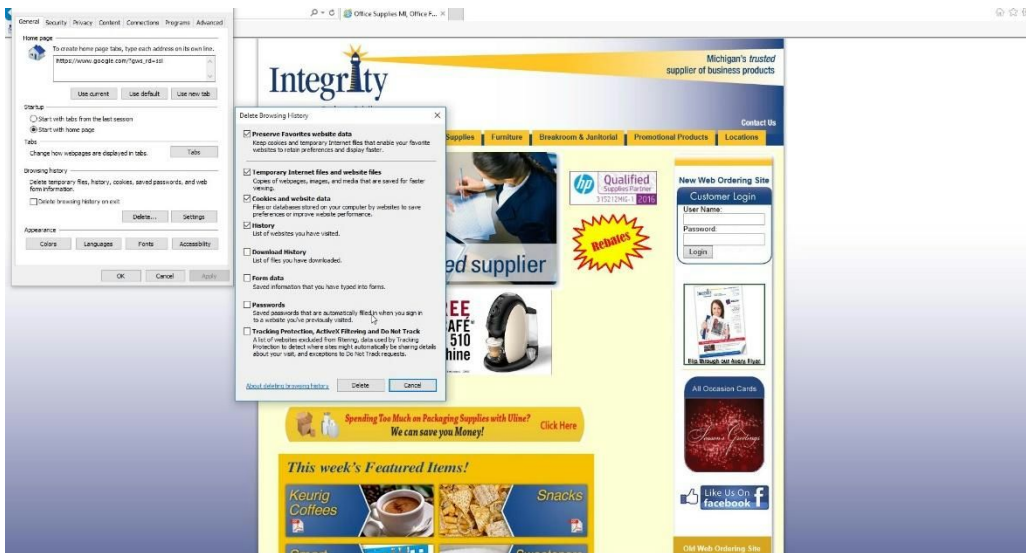 Office Supplies MI, Office F...
General Security Privacy Content Connections Programs Advanced
Home page
To create home page tabs, type each address on its own line.
https://www.google.com/?gws_rd=ssl
Use current Use default Use new tab
Startup
Start with tabs from the last session
Start with home page
Tabs
Change how webpages are displayed in tabs.
Tabs
Browsing history
Delete temporary files, history, cookies, saved passwords, and web
form information.
Delete browsing history on exit
Delete... Settings
Appearance
Colors Languages Fonts Accessibility
OK Cancel Apply
Delete Browsing History
Preserve Favorites website data
Keep cookies and temporary Internet files that enable your favorite
websites to retain preferences and display faster.
Temporary Internet files and website files
Copies of webpages, images, and media that are saved for faster
viewing.
Cookies and website data
Files or databases stored on your computer by websites to save
preferences or improve website performance.
History
List of websites you have visited.
Download History
List of files you have downloaded.
Form data
Saved information that you have typed into forms.
Passwords
Saved passwords that are automatically filled in when you sign in
to a website you've previously visited.
Tracking Protection, ActiveX Filtering and Do Not Track
A list of websites excluded from filtering, data used by Tracking
Protection to detect where sites might automatically be sharing details
about your visit, and exceptions to Do Not Track requests.
About deleting browsing history Delete Cancel
Integrity
Michigan's trusted
supplier of business products
Contact Us
Supplies Furniture Breakroom & Janitorial Promotional Products Locations
hp Qualified
Supplies Partner
2016
Rebates
ed supplier
EE
AFÉ
510
hine
New Web Ordering Site
Customer Login
User Name:
Password:
Login
Flip through our Avery Flyer
All Occasion Cards
Season's Greetings
Like Us On
facebook
Old Web Ordering Site
Spending Too Much on Packaging Supplies with Uline?
We can save you Money!
Click Here
This week's Featured Items!
Keurig
Coffees
Snacks